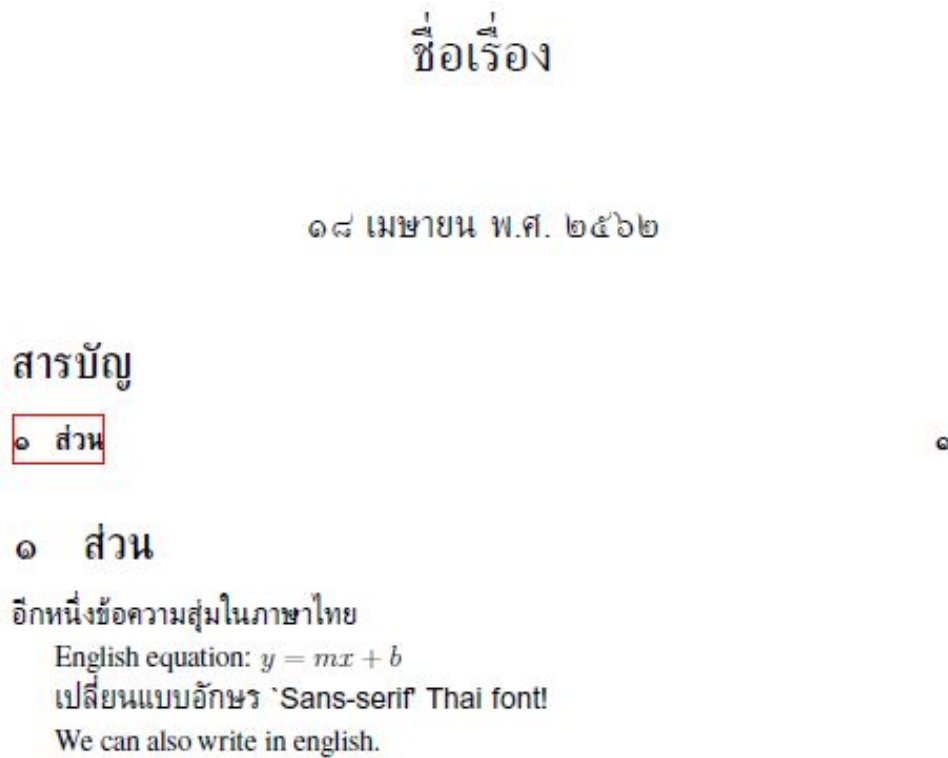 ชื่อเรื่อง
๑๘ เมษายน พ.ศ. ๒๕๖๒
สารบัญ
๑ ส่วน ๑
๑ ส่วน
อีกหนึ่งข้อความสุ่มในภาษาไทย
English equation: y = mx + b
เปลี่ยนแบบอักษร `Sans-serif' Thai font!
We can also write in english.